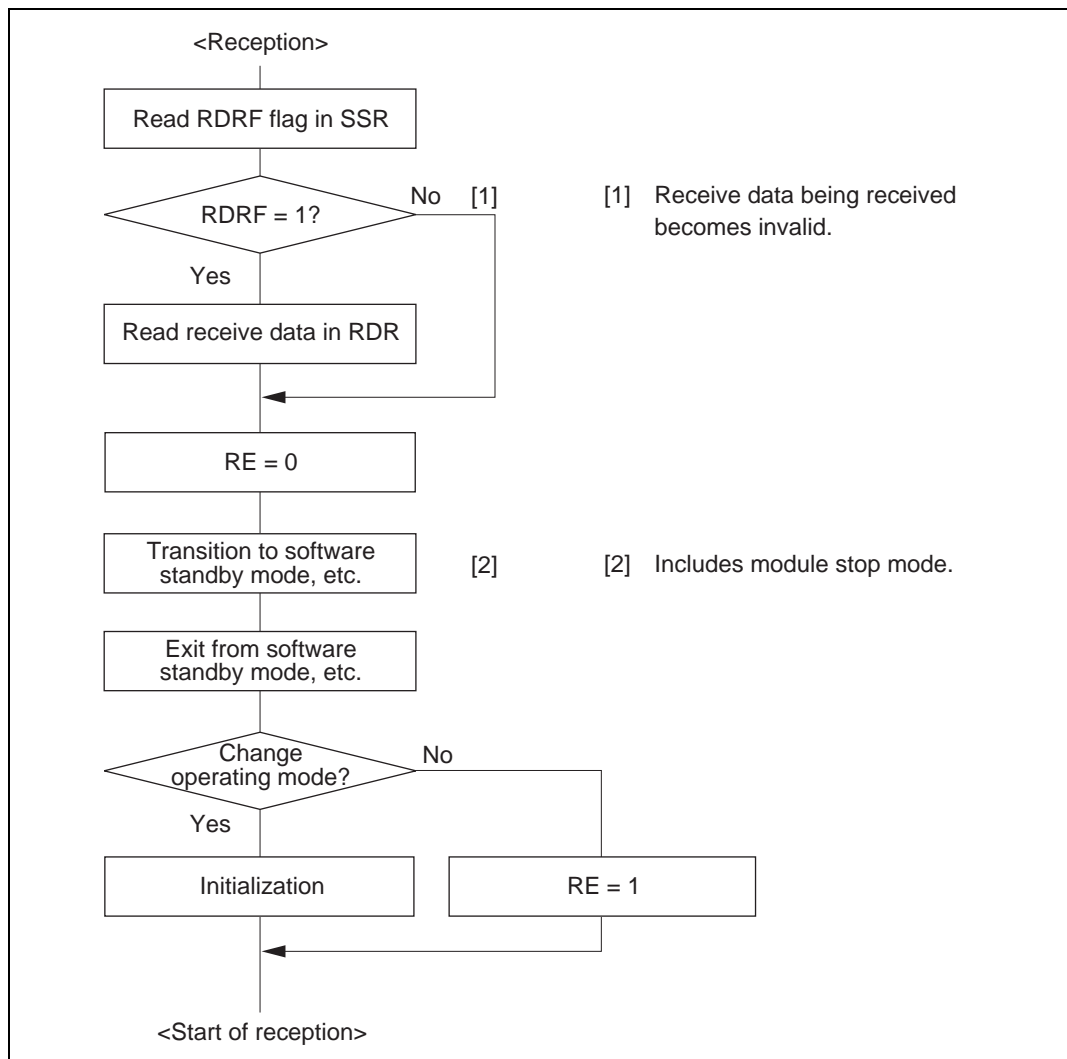 <Reception>
Read RDRF flag in SSR
No [1]
RDRF = 1?
[1] Receive data being received
becomes invalid.
Yes
Read receive data in RDR
RE = 0
Transition to software
standby mode, etc.
[2]
[2] Includes module stop mode.
Exit from software
standby mode, etc.
Change
operating mode?
No
Yes
Initialization
RE = 1
<Start of reception>